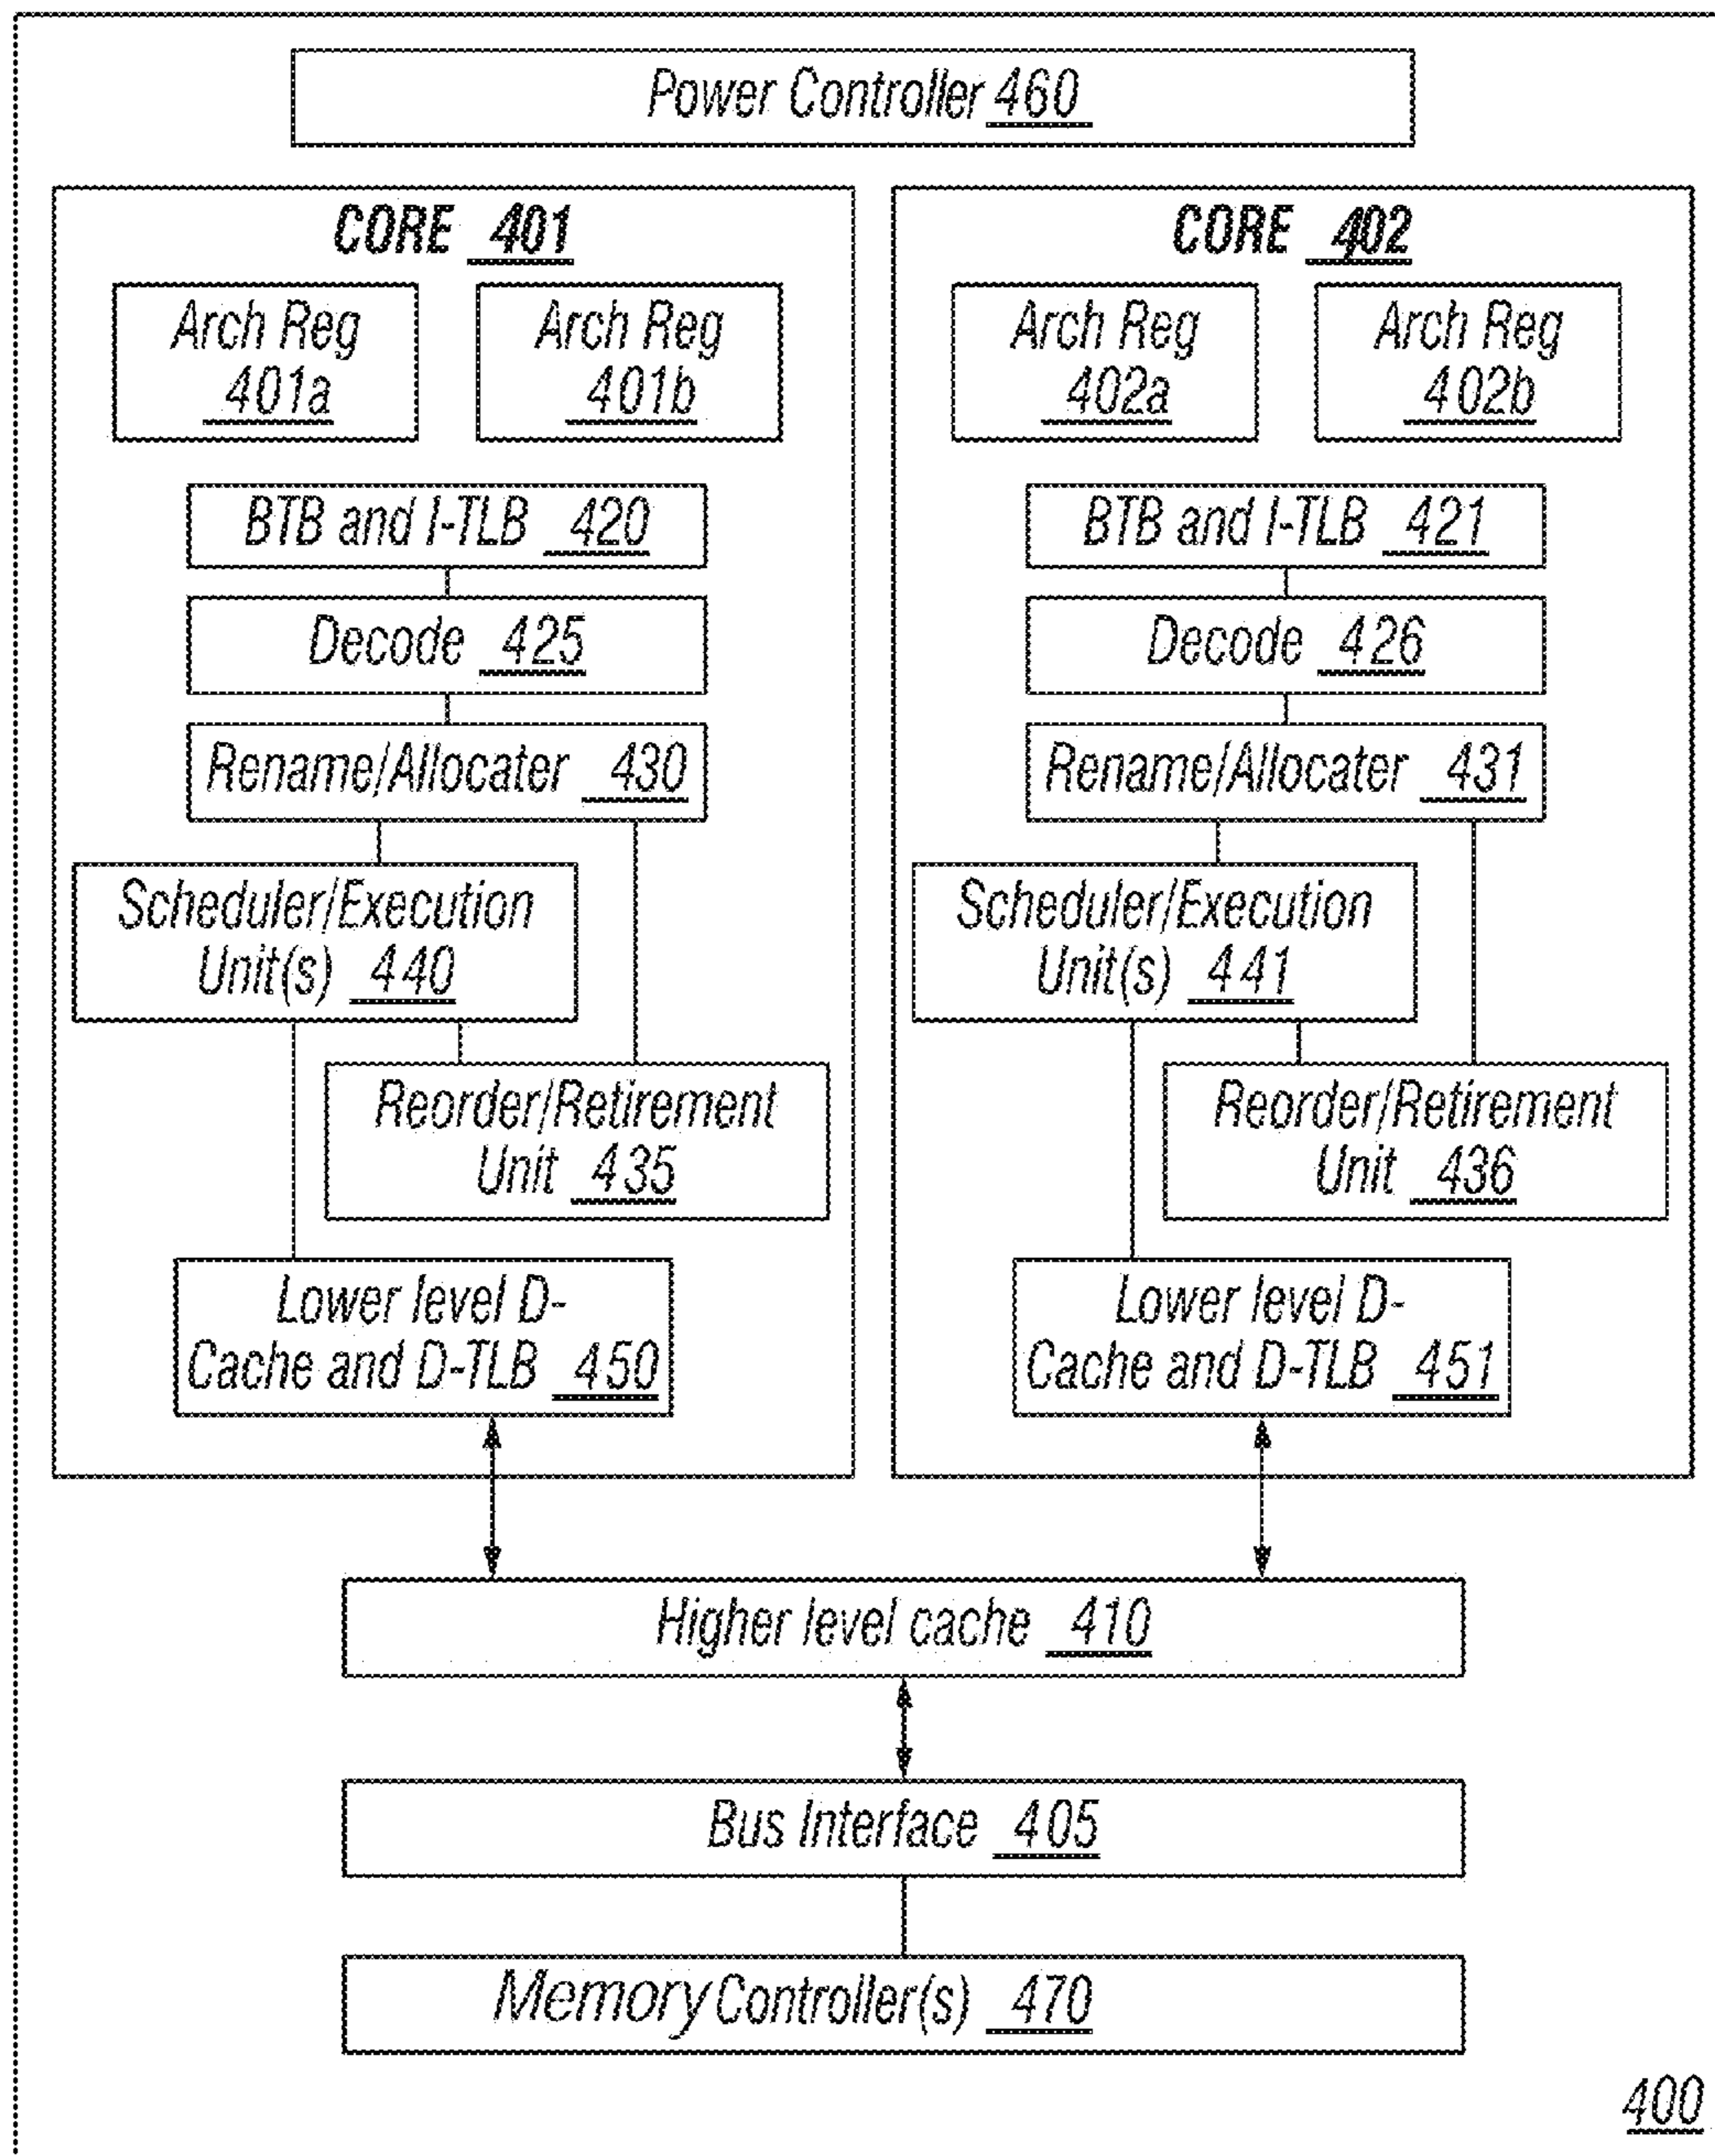 Power Controller 460
CORE 401
Arch Reg
401a
Arch Reg
401b
BTB and I-TLB 420
Decode 425
Rename/Allocater 430
Scheduler/Execution
Unit(s) 440
Reorder/Retirement
Unit 435
Lower level D-
Cache and D-TLB 450
CORE 402
Arch Reg
402a
Arch Reg
402b
BTB and I-TLB 421
Decode 426
Rename/Allocater 431
Scheduler/Execution
Unit(s) 441
Reorder/Retirement
Unit 436
Lower level D-
Cache and D-TLB 451
Higher level cache 410
Bus Interface 405
Memory Controller(s) 470
400